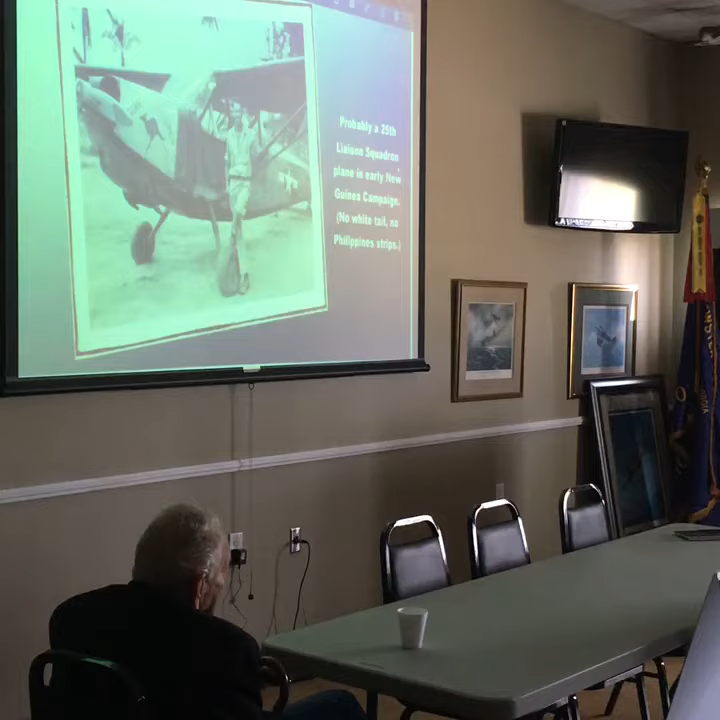 Probably a 25th
Liaison Squadron
plane in early New
Guinea Campaign.
(No white tail, no
Philippines strips.)